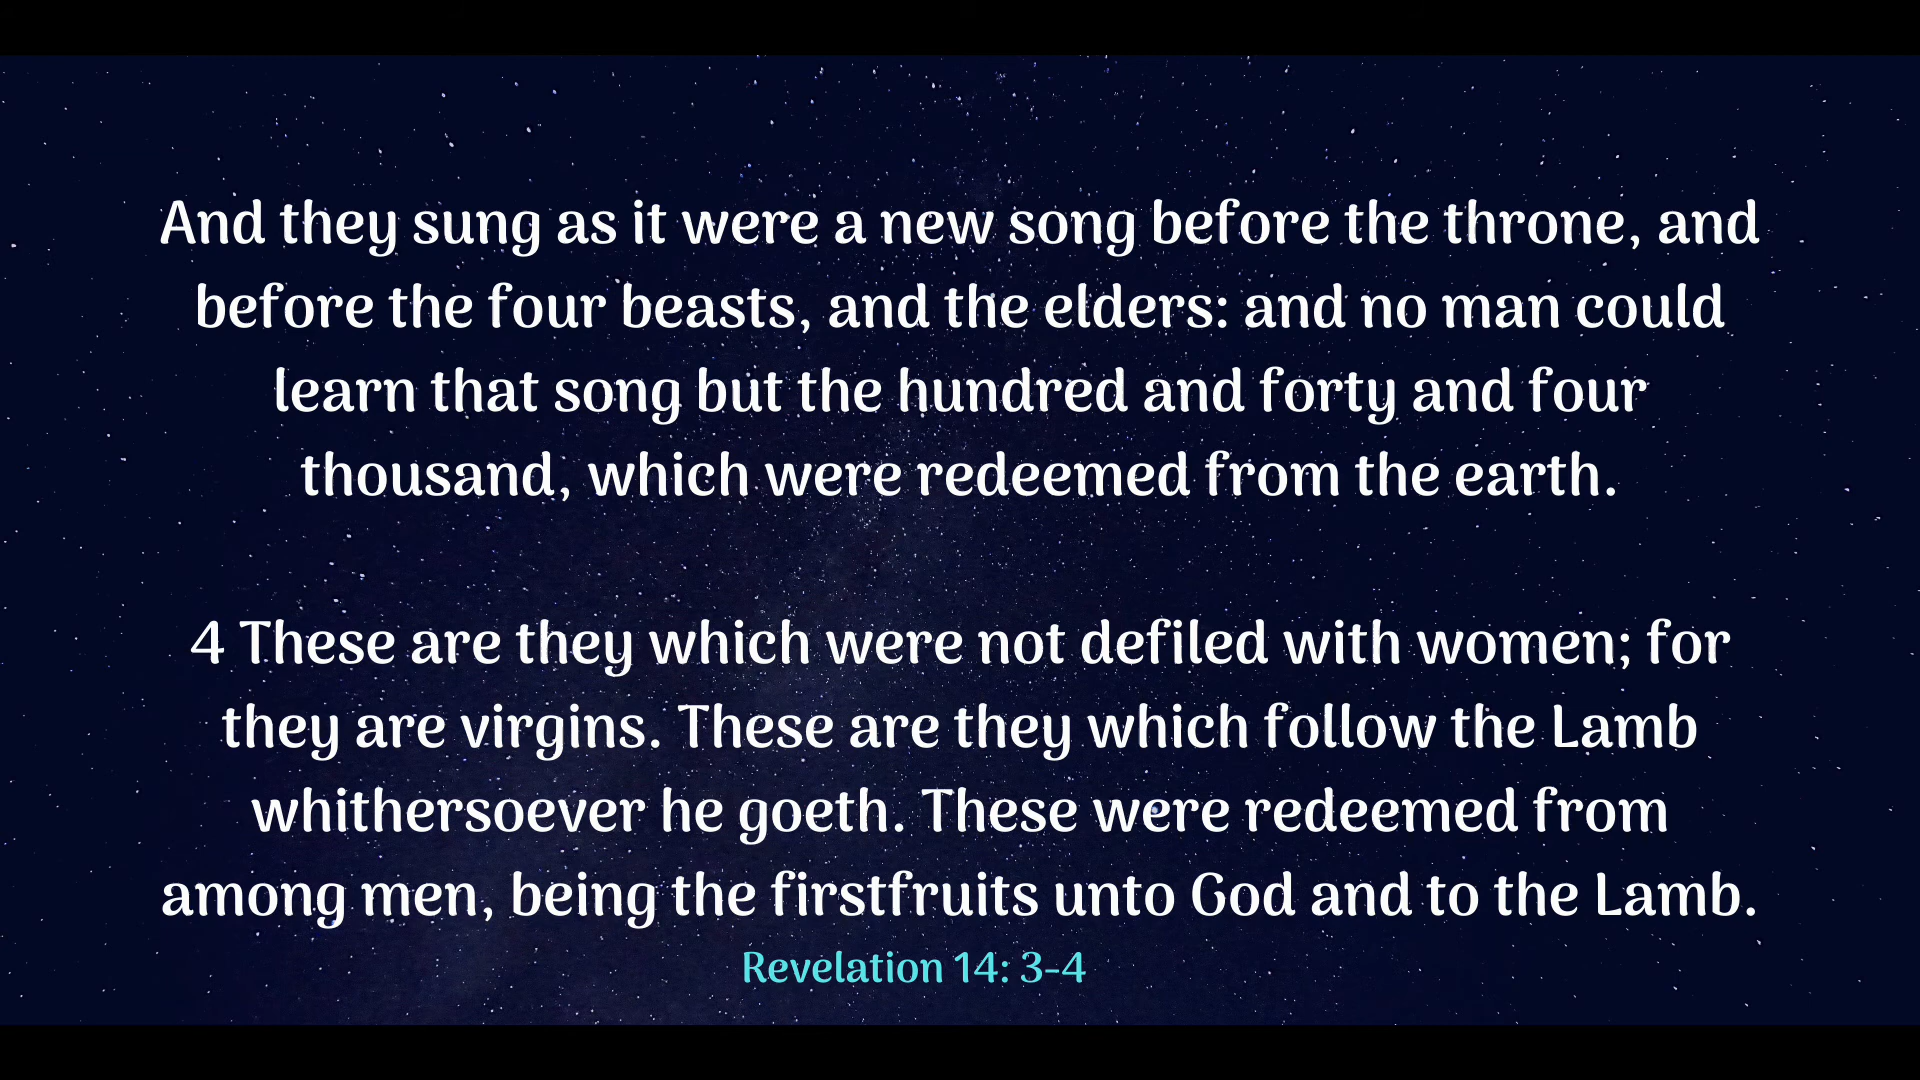 And they sung as it were a new song before the throne, and
before the four beasts, and the elders: and no man could
learn that song but the hundred and forty and four
thousand, which were redeemed from the earth.
4 These are they which were not defiled with women; for
they are virgins. These are they which follow the Lamb
whithersoever he goeth. These were redeemed from
among men, being the firstfruits unto God and to the Lamb.
Revelation 14: 3-4